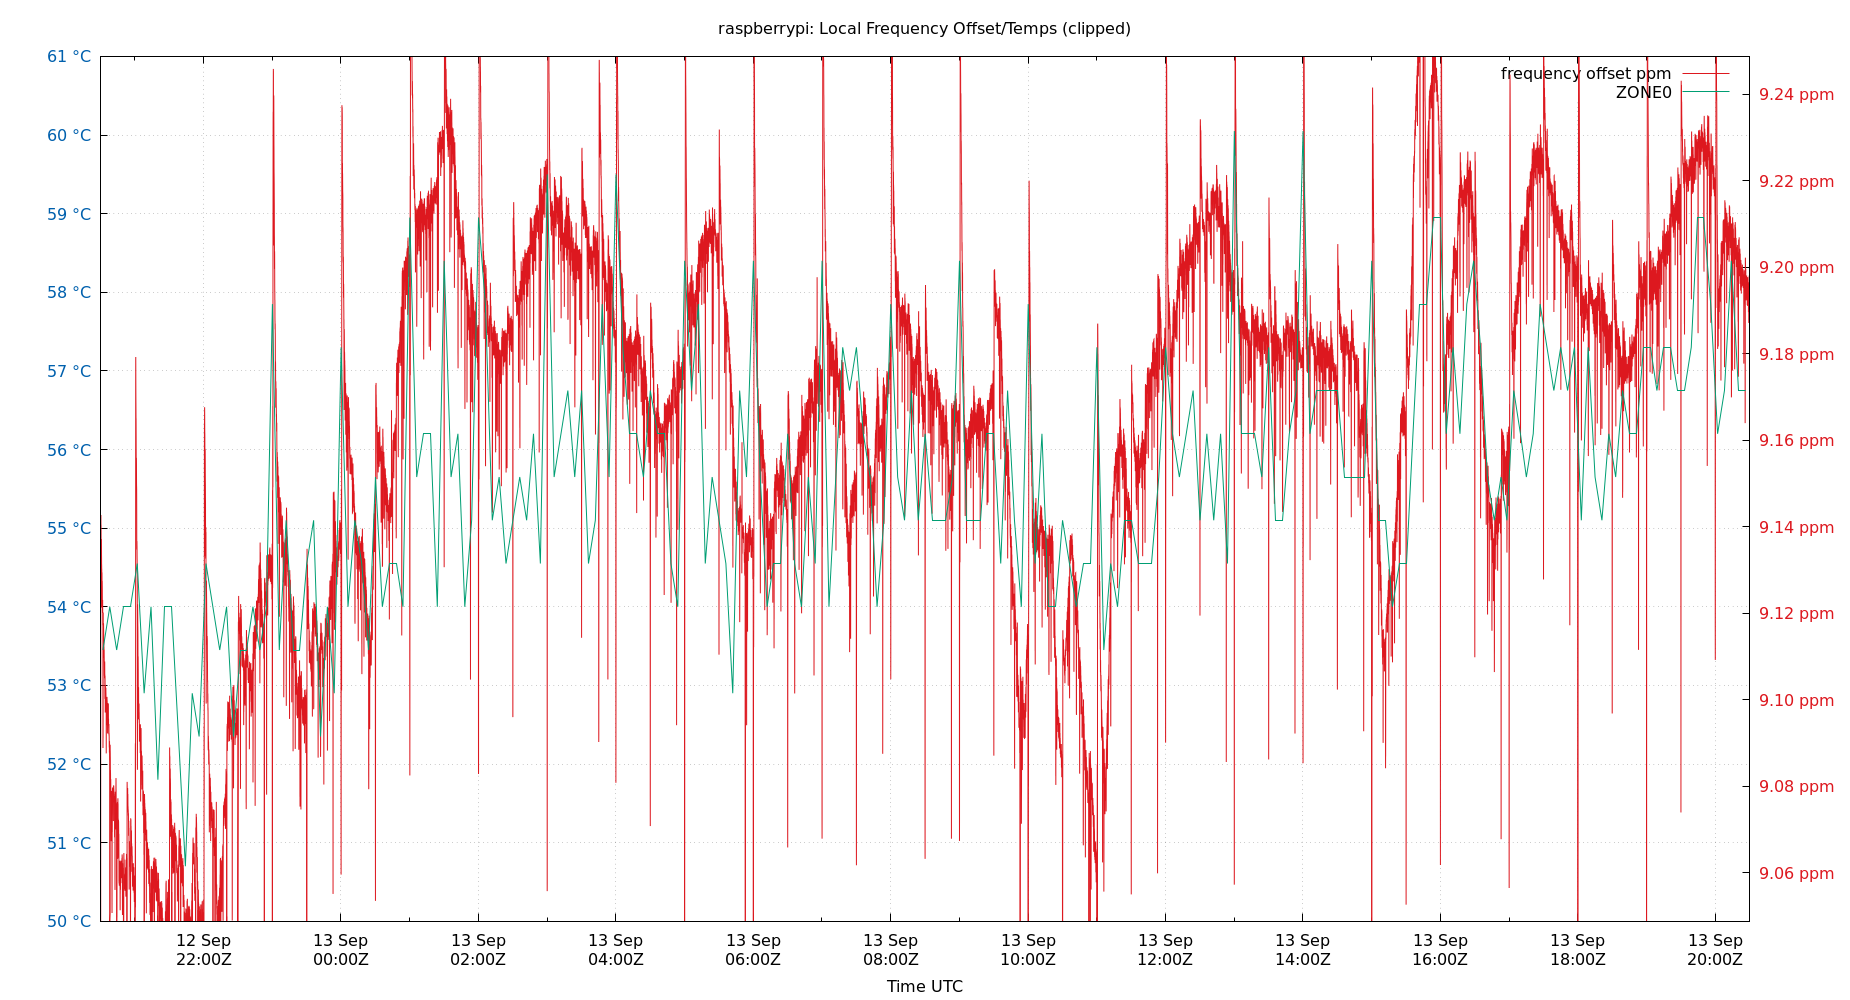 raspberrypi: Local Frequency Offset/Temps (clipped)
frequency offset ppm
ZONE0
61 °C
60 °C
59 °C
58 °C
57 °C
56 °C
55 °C
54 °C
53 °C
52 °C
51 °C
50 °C
9.24 ppm
9.22 ppm
9.20 ppm
9.18 ppm
9.16 ppm
9.14 ppm
9.12 ppm
9.10 ppm
9.08 ppm
9.06 ppm
12 Sep 13 Sep 13 Sep 13 Sep 13 Sep 13 Sep 13 Sep 13 Sep 13 Sep 13 Sep 13 Sep 13 Sep
22:00Z 00:00Z 02:00Z 04:00Z 06:00Z 08:00Z 10:00Z 12:00Z 14:00Z 16:00Z 18:00Z 20:00Z
Time UTC